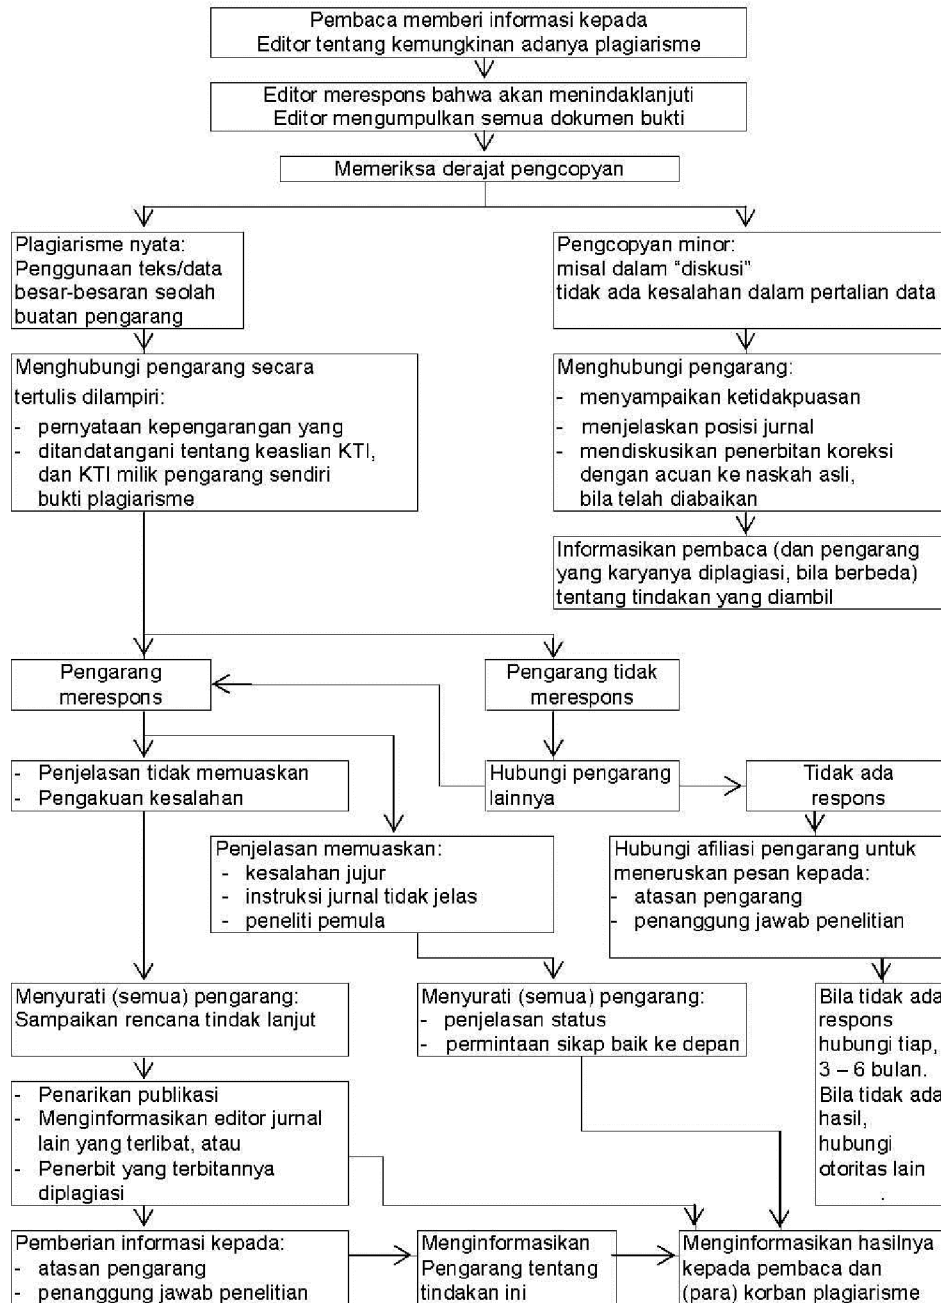 Pembaca memberi informasi kepada
Editor tentang kemungkinan adanya plagiarisme
Editor merespons bahwa akan menindaklanjuti
Editor mengumpulkan semua dokumen bukti
Memeriksa derajat pengcopyan
Plagiarisme nyata:
Penggunaan teks/data
besar-besaran seolah
buatan pengarang
Pengcopyan minor:
misal dalam “diskusi”
tidak ada kesalahan dalam pertalian data
Menghubungi pengarang secara
tertulis dilampiri:
- pernyataan kepengarangan yang
- ditandatangani tentang keaslian KTI,
dan KTI milik pengarang sendiri
bukti plagiarisme
Menghubungi pengarang:
- menyampaikan ketidakpuasan
- menjelaskan posisi jurnal
- mendiskusikan penerbitan koreksi
dengan acuan ke naskah asli,
bila telah diabaikan
Informasikan pembaca (dan pengarang
yang karyanya diplagiasi, bila berbeda)
tentang tindakan yang diambil
Pengarang
merespons
Pengarang tidak
merespons
- Penjelasan tidak memuaskan
- Pengakuan kesalahan
Hubungi pengarang
lainnya
Tidak ada
respons
Penjelasan memuaskan:
- kesalahan jujur
- instruksi jurnal tidak jelas
- peneliti pemula
Hubungi afiliasi pengarang untuk
meneruskan pesan kepada:
- atasan pengarang
- penanggung jawab penelitian
Menyurati (semua) pengarang:
Sampaikan rencana tindak lanjut
Menyurati (semua) pengarang:
- penjelasan status
- permintaan sikap baik ke depan
Bila tidak ada
respons
hubungi tiap,
3 – 6 bulan.
Bila tidak ada
hasil,
hubungi
otoritas lain
.
- Penarikan publikasi
- Menginformasikan editor jurnal
lain yang terlibat, atau
- Penerbit yang terbitannya
diplagiasi
Pemberian informasi kepada:
- atasan pengarang
- penanggung jawab penelitian
Menginformasikan
Pengarang tentang
tindakan ini
Menginformasikan hasilnya
kepada pembaca dan
(para) korban plagiarisme